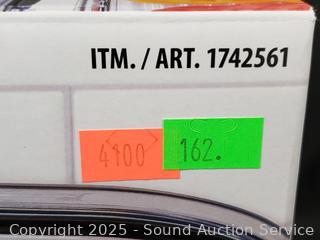 ITM. / ART. 1742561
4100 162.
Copyright 2025 - Sound Auction Service